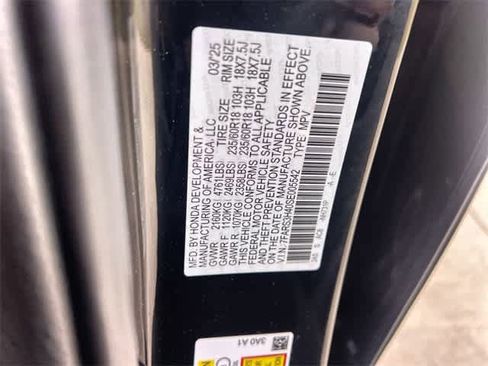 MFD. BY HONDA DEVELOPMENT &
MANUFACTURING OF AMERICA, LLC 03/25
TIRE SIZE RIM SIZE
GVWR 2160KG( 4761LBS)
GAWR F 1120KG( 2469LBS) 235/60R18 103H 18X7.5J
GAWR R 1070KG( 2358LBS) 235/60R18 103H 18X7.5J
THIS VEHICLE CONFORMS TO ALL APPLICABLE
FEDERAL MOTOR VEHICLE SAFETY
AND THEFT PREVENTION STANDARDS IN EFFECT
ON THE DATE OF MANUFACTURE SHOWN ABOVE.
V.I.N: TYPE: MPV
A-E
3A0 A1